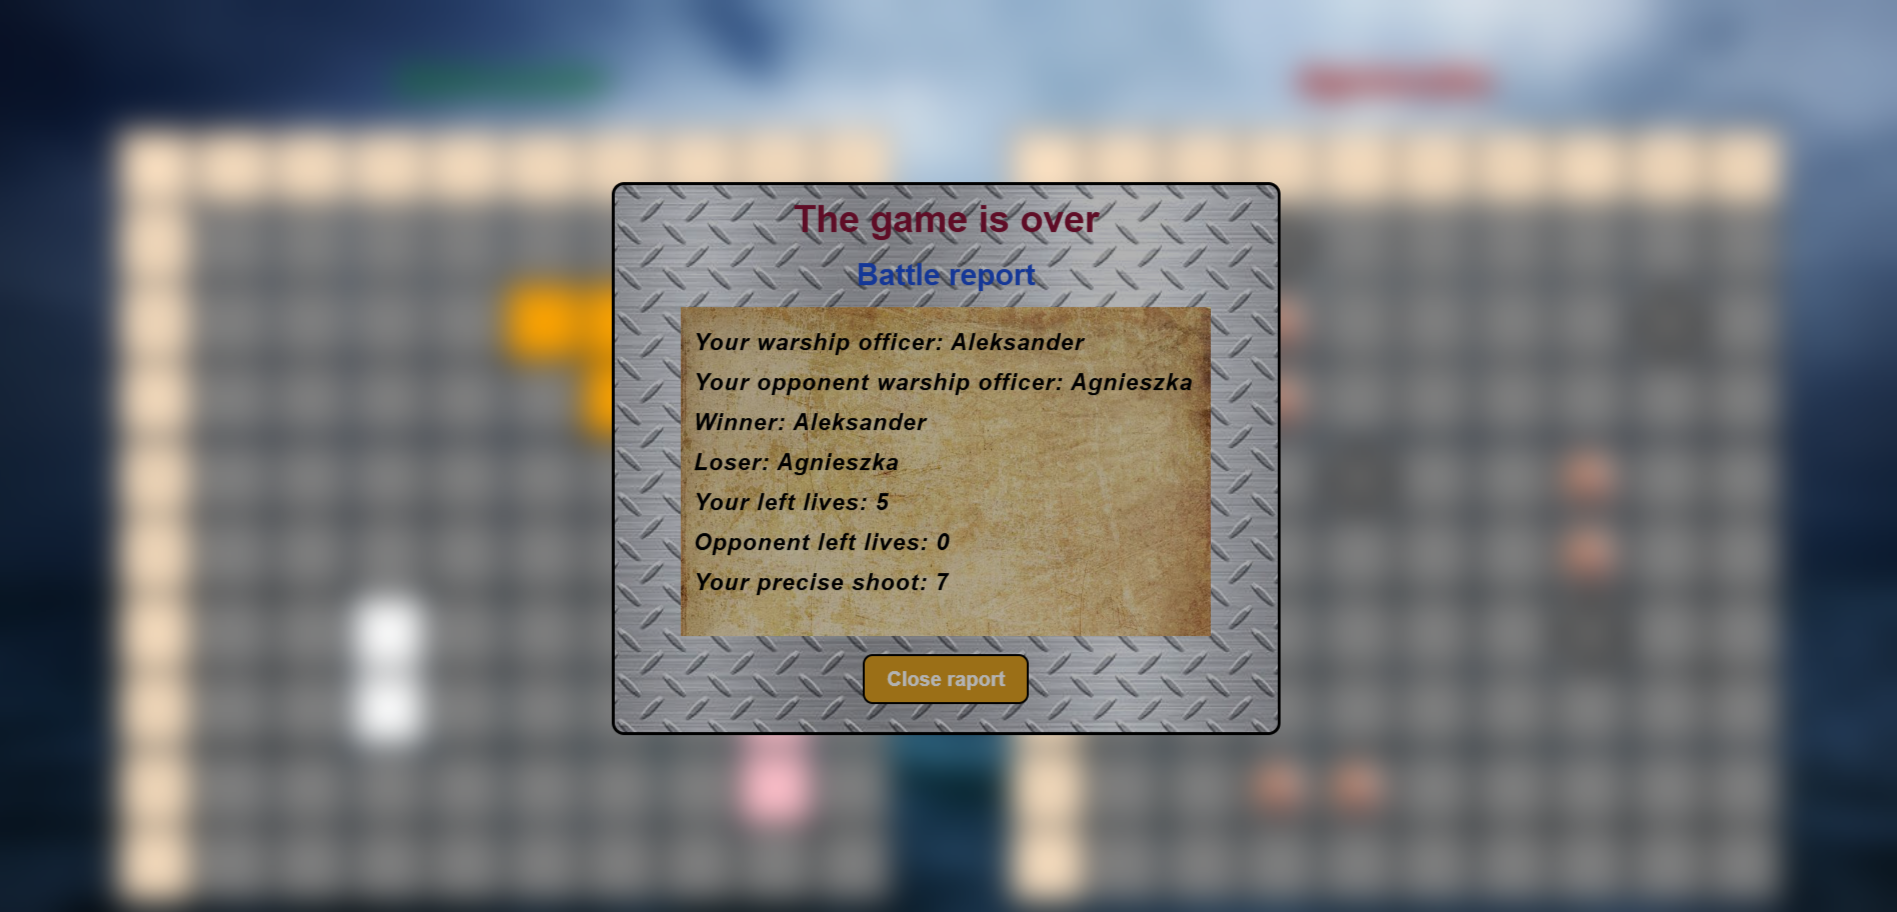 The game is over
Battle report
Your warship officer: Aleksander
Your opponent warship officer: Agnieszka
Winner: Aleksander
Loser: Agnieszka
Your left lives: 5
Opponent left lives: 0
Your precise shoot: 7
Close raport